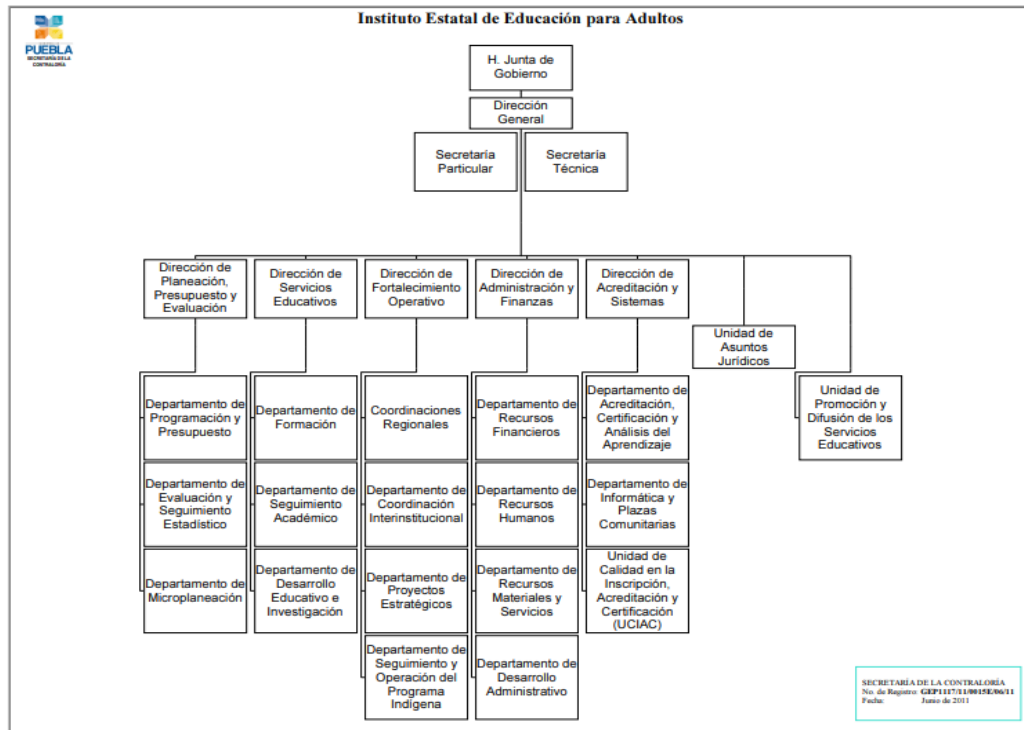 Instituto Estatal de Educación para Adultos
PUEBLA
SECRETARÍA DE LA
CONTRALORÍA
H. Junta de
Gobierno
Dirección
General
Secretaría
Particular
Secretaría
Técnica
Dirección de
Planeación,
Presupuesto y
Evaluación
Dirección de
Servicios
Educativos
Dirección de
Fortalecimiento
Operativo
Dirección de
Administración y
Finanzas
Dirección de
Acreditación y
Sistemas
Unidad de
Asuntos
Jurídicos
Unidad de
Promoción y
Difusión de los
Servicios
Educativos
Departamento de
Programación y
Presupuesto
Departamento de
Formación
Coordinaciones
Regionales
Departamento de
Recursos
Financieros
Departamento de
Acreditación,
Certificación y
Análisis del
Aprendizaje
Departamento de
Evaluación y
Seguimiento
Estadístico
Departamento de
Seguimiento
Académico
Departamento de
Coordinación
Interinstitucional
Departamento de
Recursos
Humanos
Departamento de
Informática y
Plazas
Comunitarias
Departamento de
Microplaneación
Departamento de
Desarrollo
Educativo e
Investigación
Departamento de
Proyectos
Estratégicos
Departamento de
Recursos
Materiales y
Servicios
Unidad de
Calidad en la
Inscripción,
Acreditación y
Certificación
(UCIAC)
Departamento de
Seguimiento y
Operación del
Programa
Indígena
Departamento de
Desarrollo
Administrativo
SECRETARÍA DE LA CONTRALORÍA
No. de Registro: GEP1117/11/0015E/06/11
Fecha: Junio de 2011